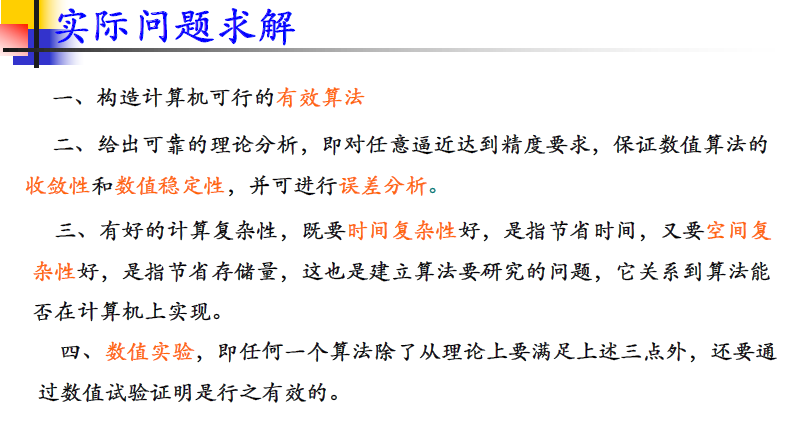 实际问题求解
一、构造计算机可行的有效算法
二、给出可靠的理论分析，即对任意逼近达到精度要求，保证数值算法的
收敛性和数值稳定性，并可进行误差分析。
三、有好的计算复杂性，既要时间复杂性好，是指节省时间，又要空间复
杂性好，是指节省存储量，这也是建立算法要研究的问题，它关系到算法能
否在计算机上实现。
四、数值实验，即任何一个算法除了从理论上要满足上述三点外，还要通
过数值试验证明是行之有效的。